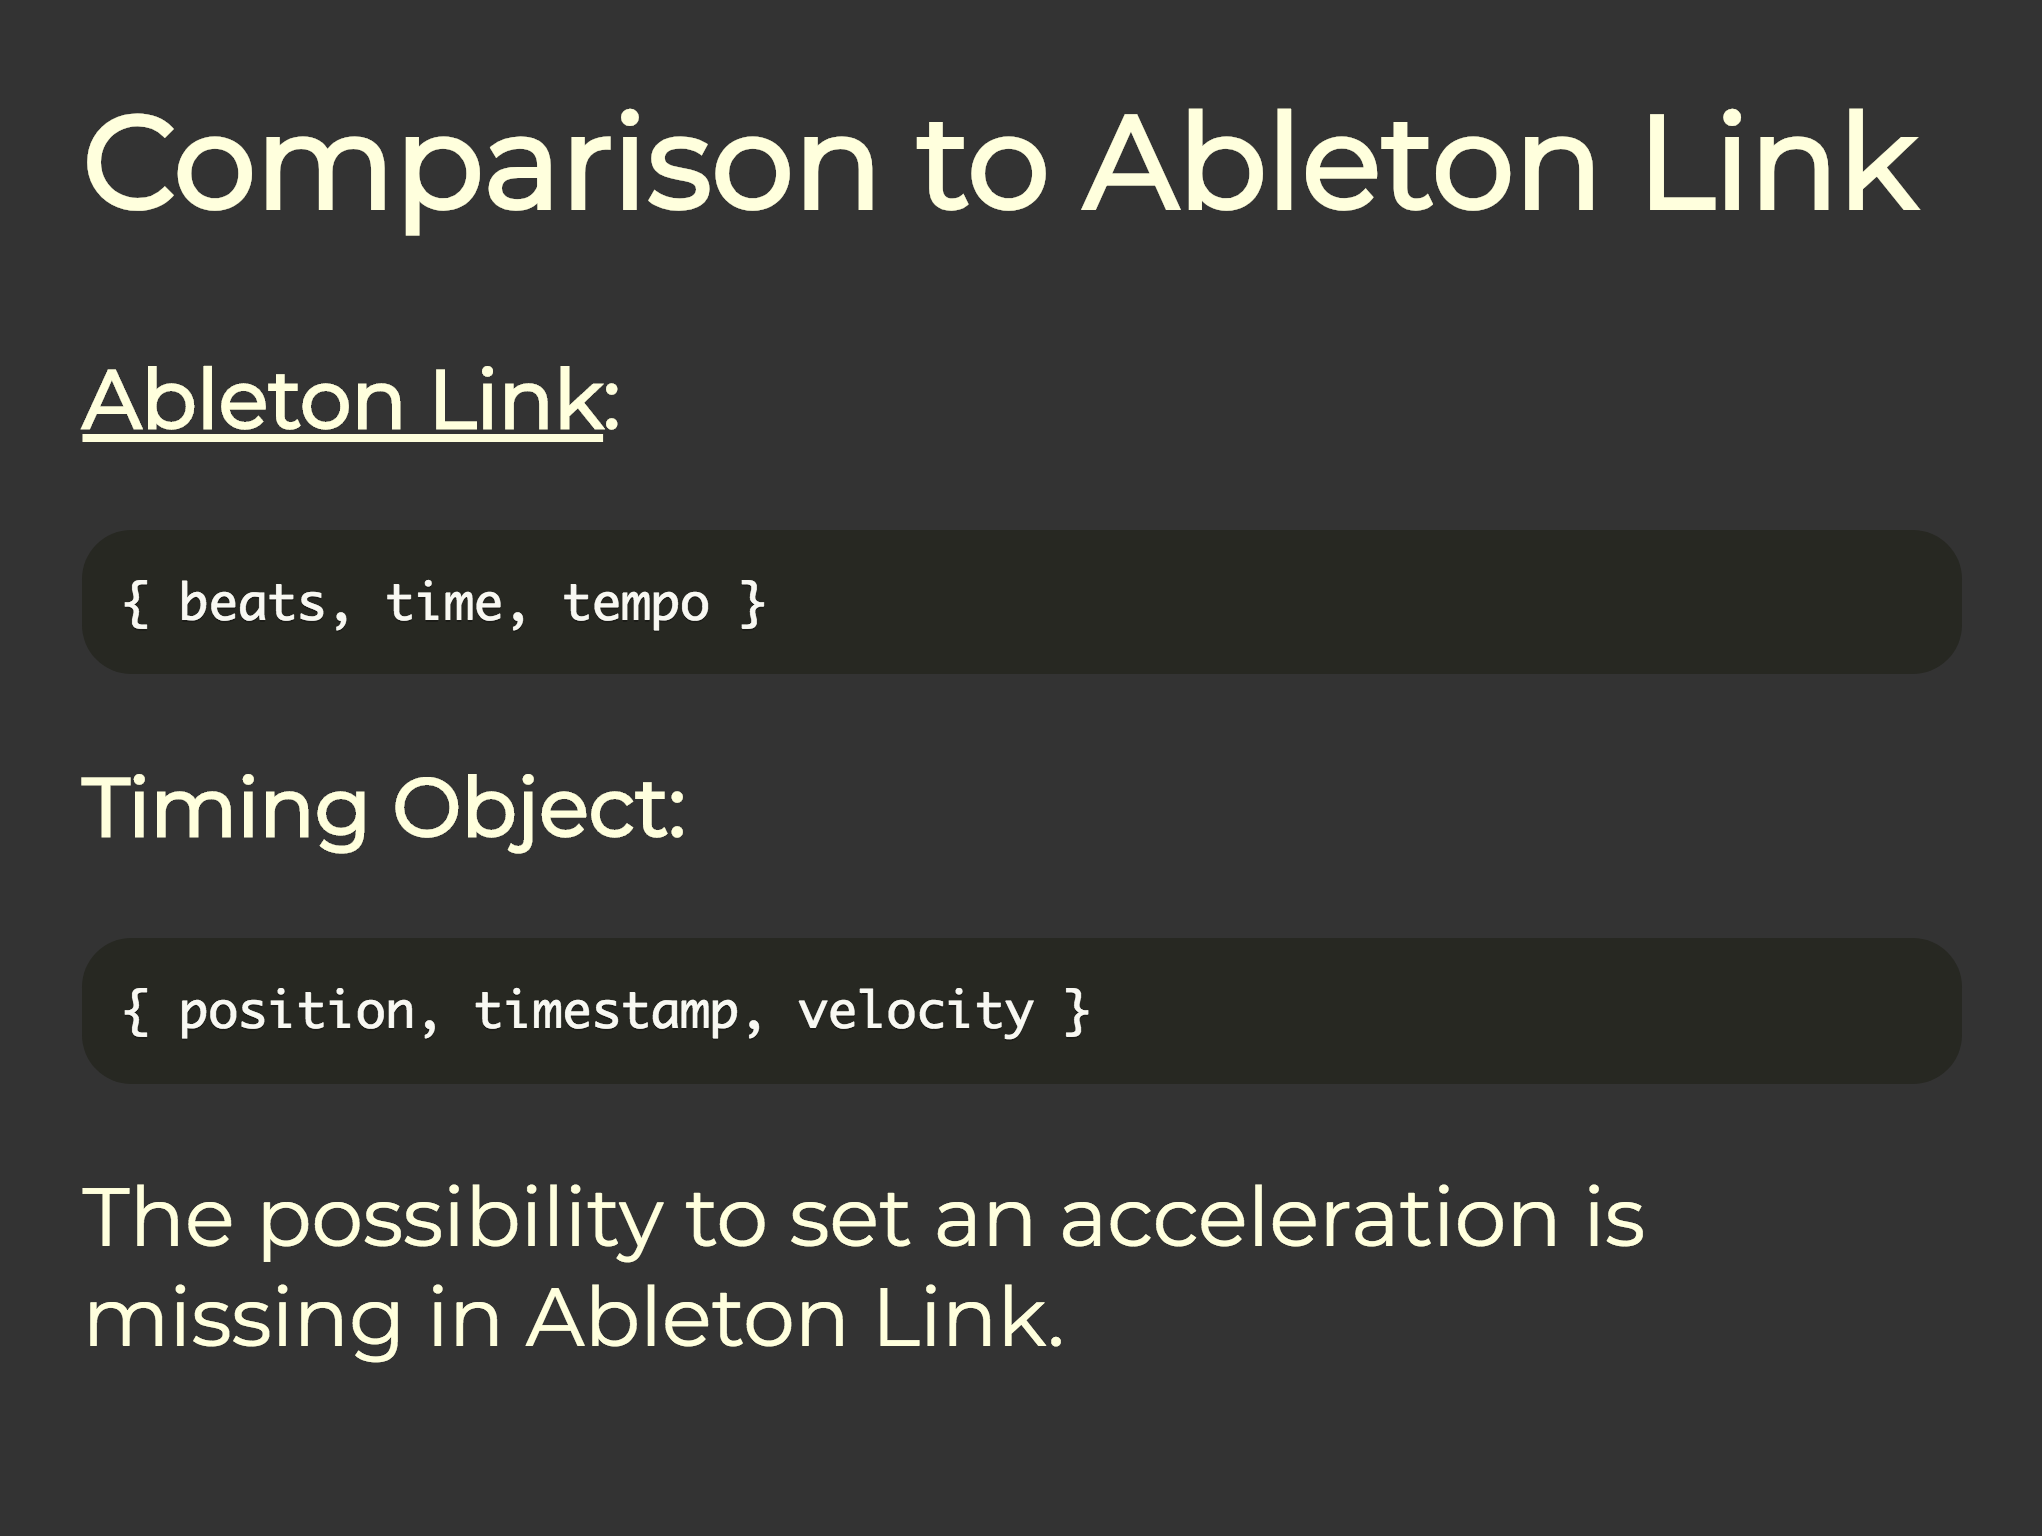 Comparison to Ableton Link
Ableton Link:
{ beats, time, tempo }
Timing Object:
{ position, timestamp, velocity }
The possibility to set an acceleration is
missing in Ableton Link.